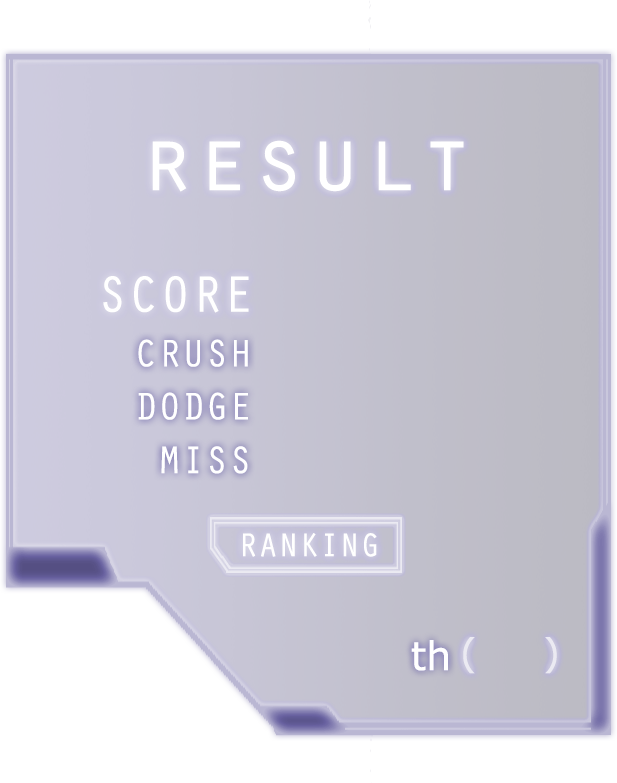 RESULT
SCORE
CRUSH
DODGE
MISS
RANKING
th (    )